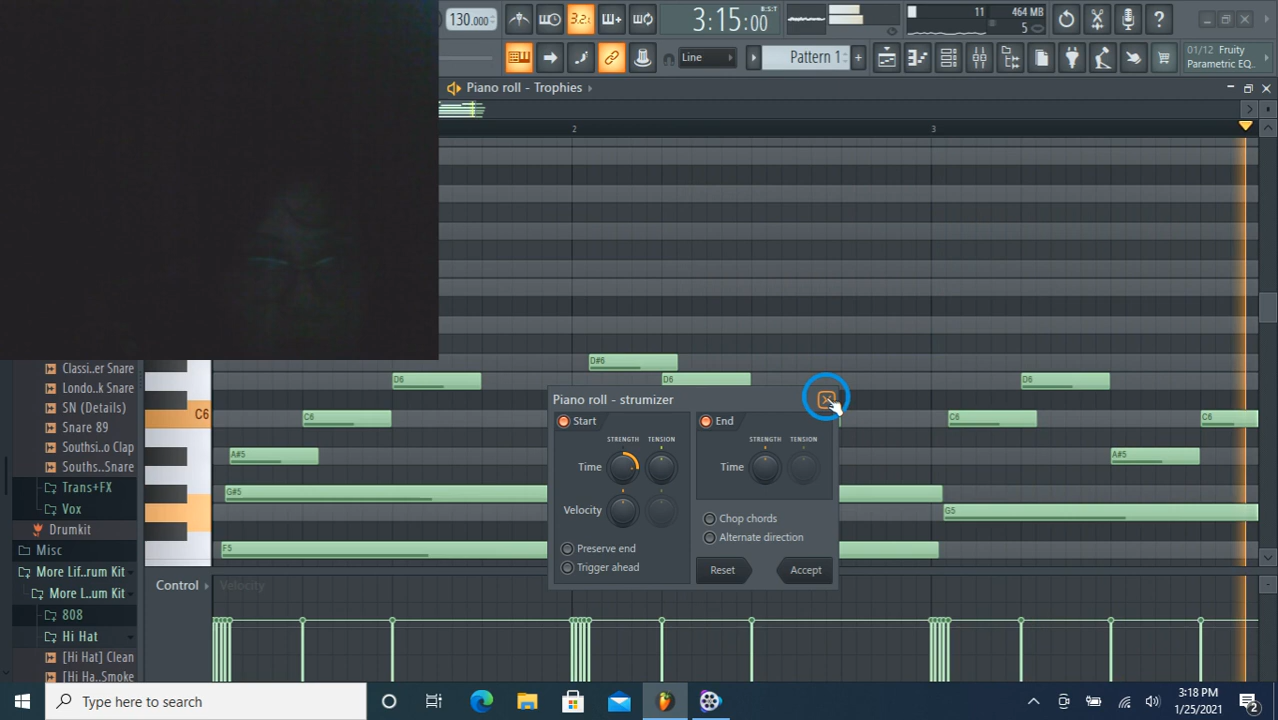 130.000
3.2.
3:15:00
B:S:T
11
464 MB
5
Line
Pattern 1
+
01/12 Fruity
Parametric EQ..
Piano roll - Trophies
2
3
Classi..er Snare
Londo..k Snare
SN (Details)
Snare 89
Southsi..o Clap
Souths..Snare
Trans+FX
Vox
Drumkit
Misc
More Lif..rum Kit
More L..um Kit
808
Hi Hat
[Hi Hat] Clean
[Hi Ha..Smoke
C6
D#6
D6
D6
D6
C6
C6
C6
A#5
A#5
G#5
G5
F5
Piano roll - strumizer
Start
End
STRENGTH
TENSION
STRENGTH
TENSION
Time
Time
Velocity
Chop chords
Alternate direction
Preserve end
Trigger ahead
Reset
Accept
Control
Velocity
Type here to search
3:18 PM
1/25/2021
2